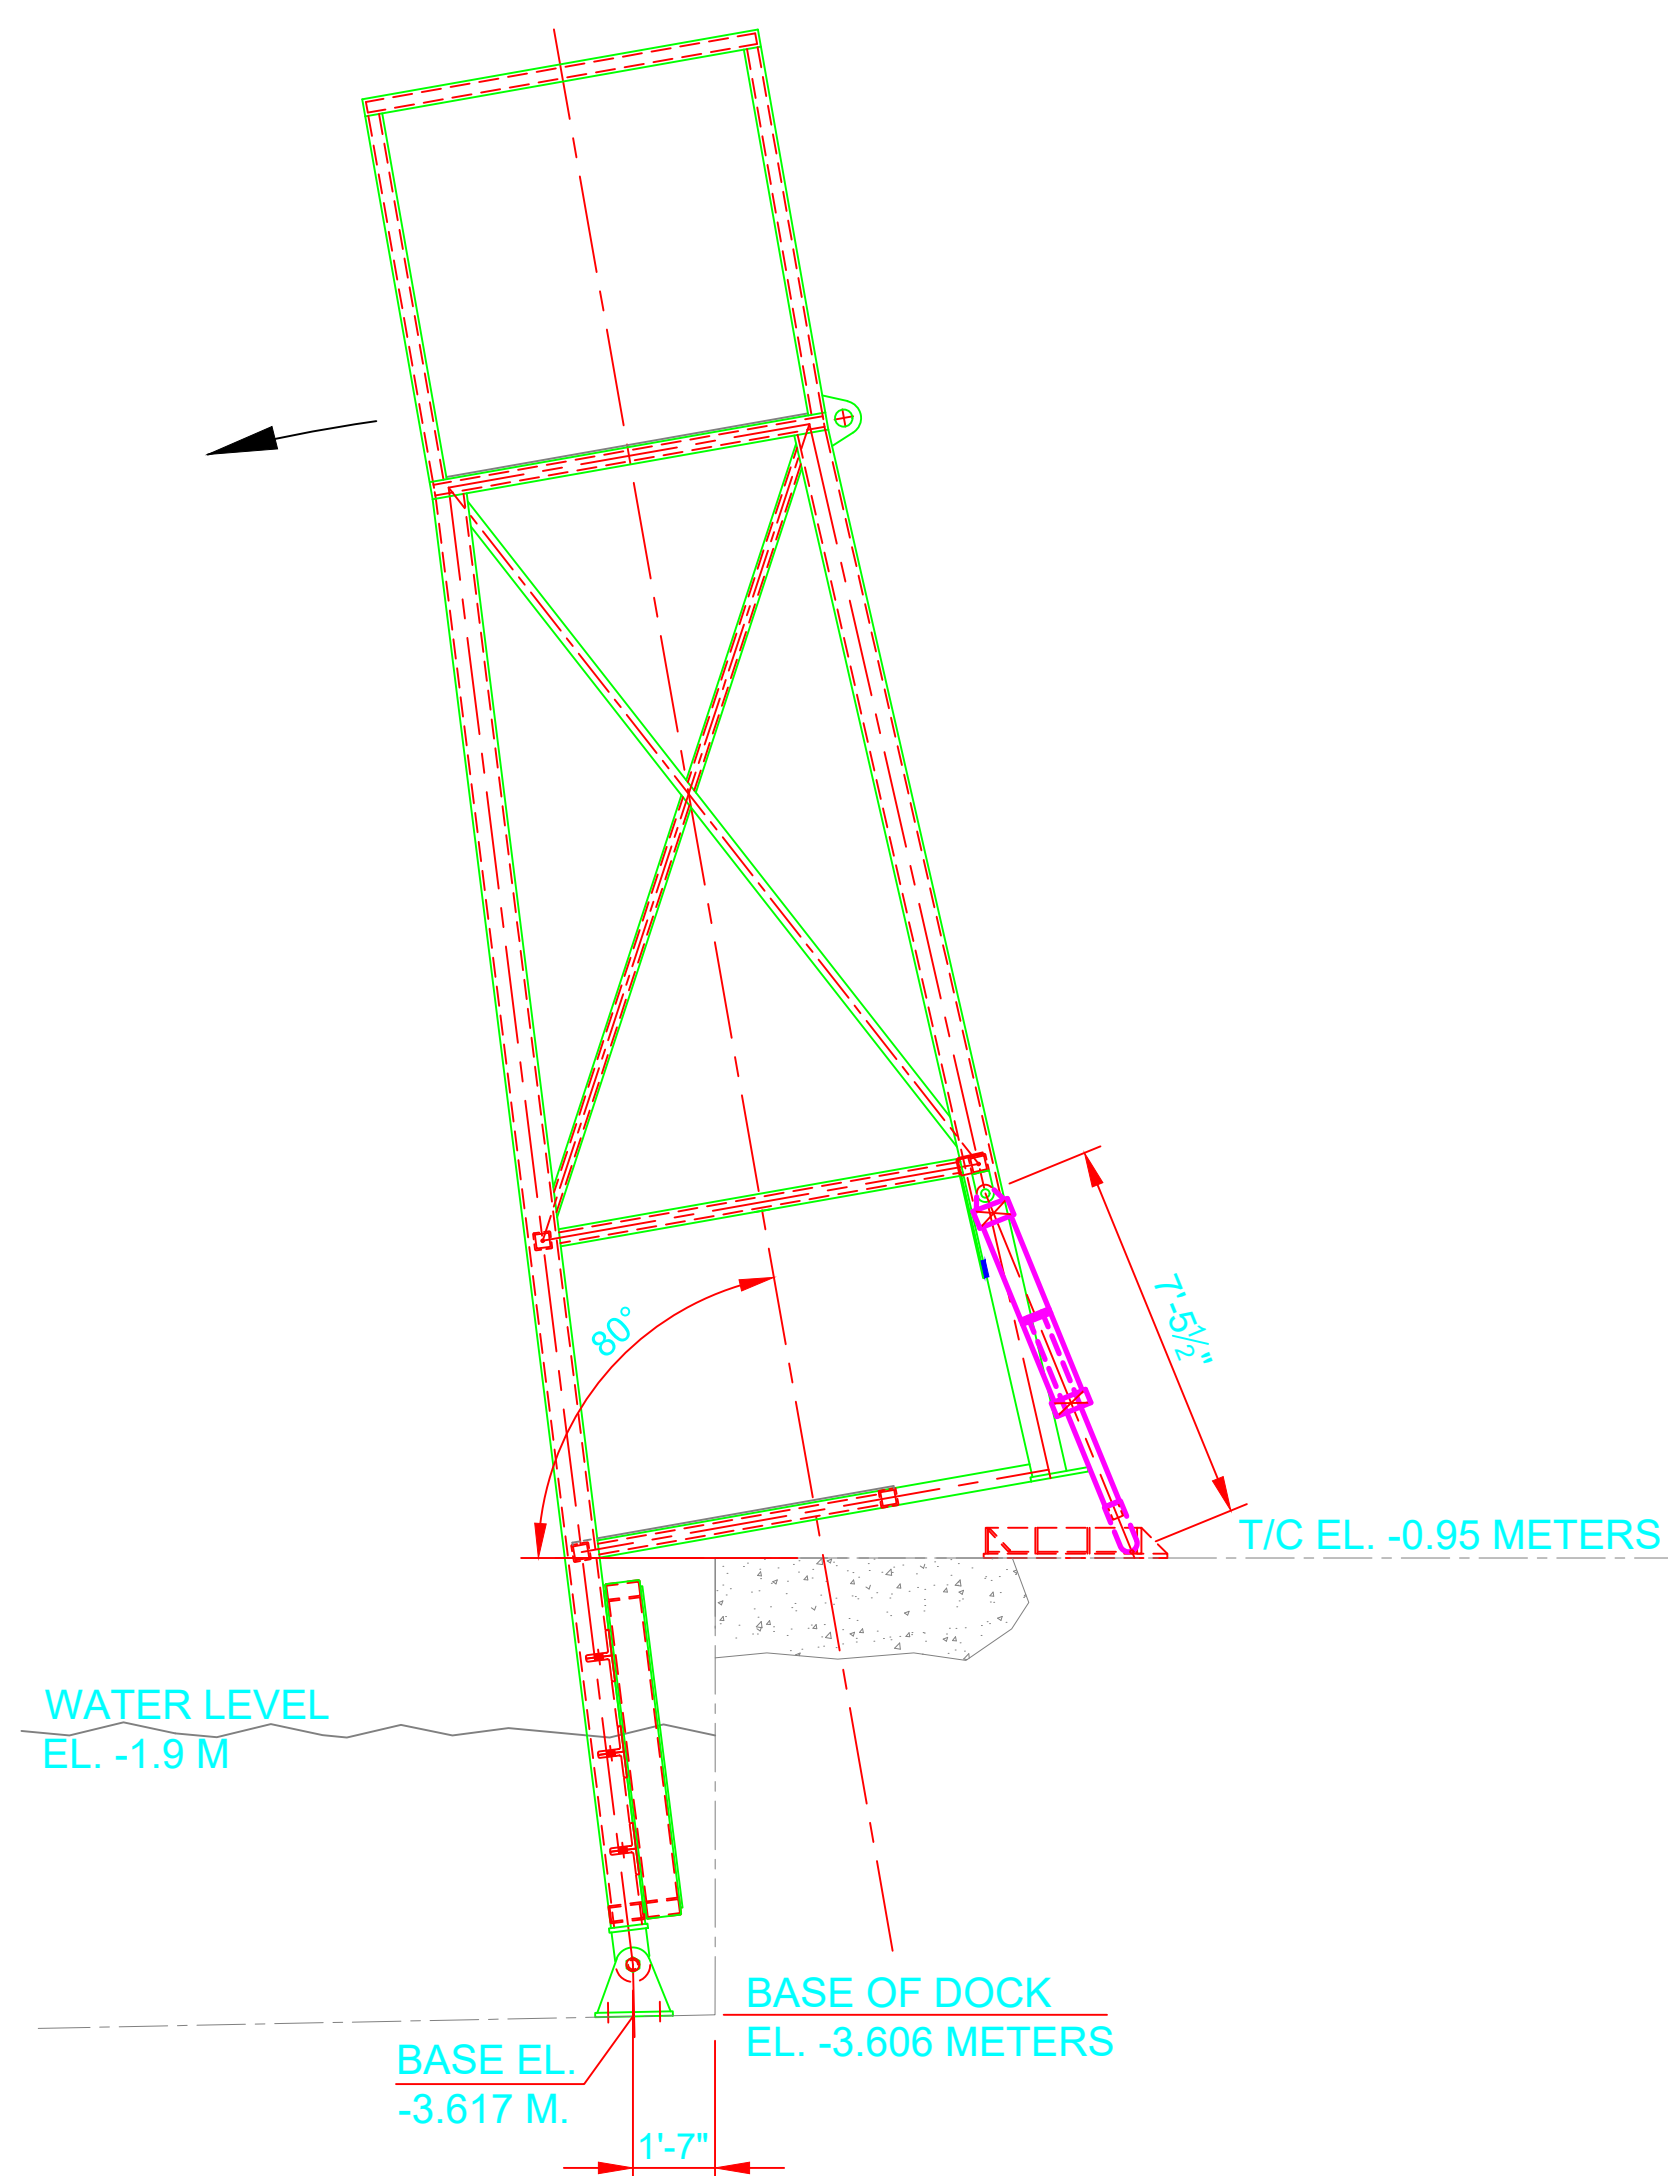 80°
7'-5½"
T/C EL. -0.95 METERS
WATER LEVEL
EL. -1.9 M
BASE OF DOCK
EL. -3.606 METERS
BASE EL.
-3.617 M.
1'-7"